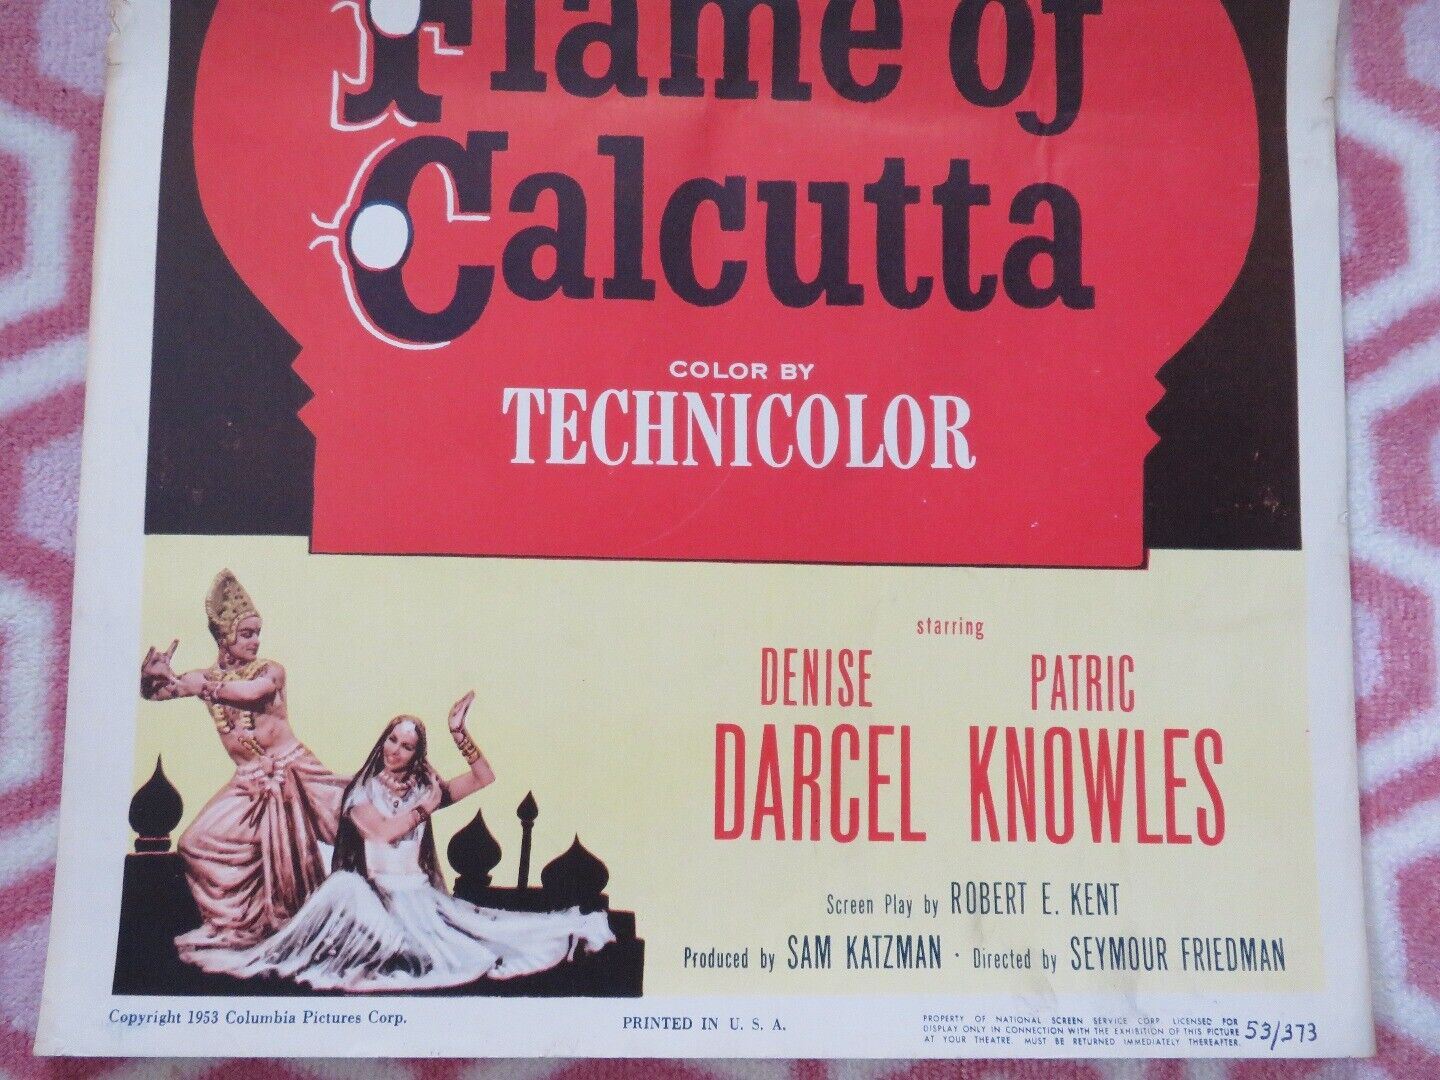 Flame of
Calcutta
COLOR BY
TECHNICOLOR
starring
DENISE DARCEL
PATRIC KNOWLES
Screen Play by ROBERT E. KENT
Produced by SAM KATZMAN · Directed by SEYMOUR FRIEDMAN
Copyright 1953 Columbia Pictures Corp.
PRINTED IN U. S. A.
PROPERTY OF NATIONAL SCREEN SERVICE CORP. LICENSED FOR
DISPLAY ONLY IN CONNECTION WITH THE EXHIBITION OF THIS PICTURE
AT YOUR THEATRE. MUST BE RETURNED IMMEDIATELY THEREAFTER.
53/373